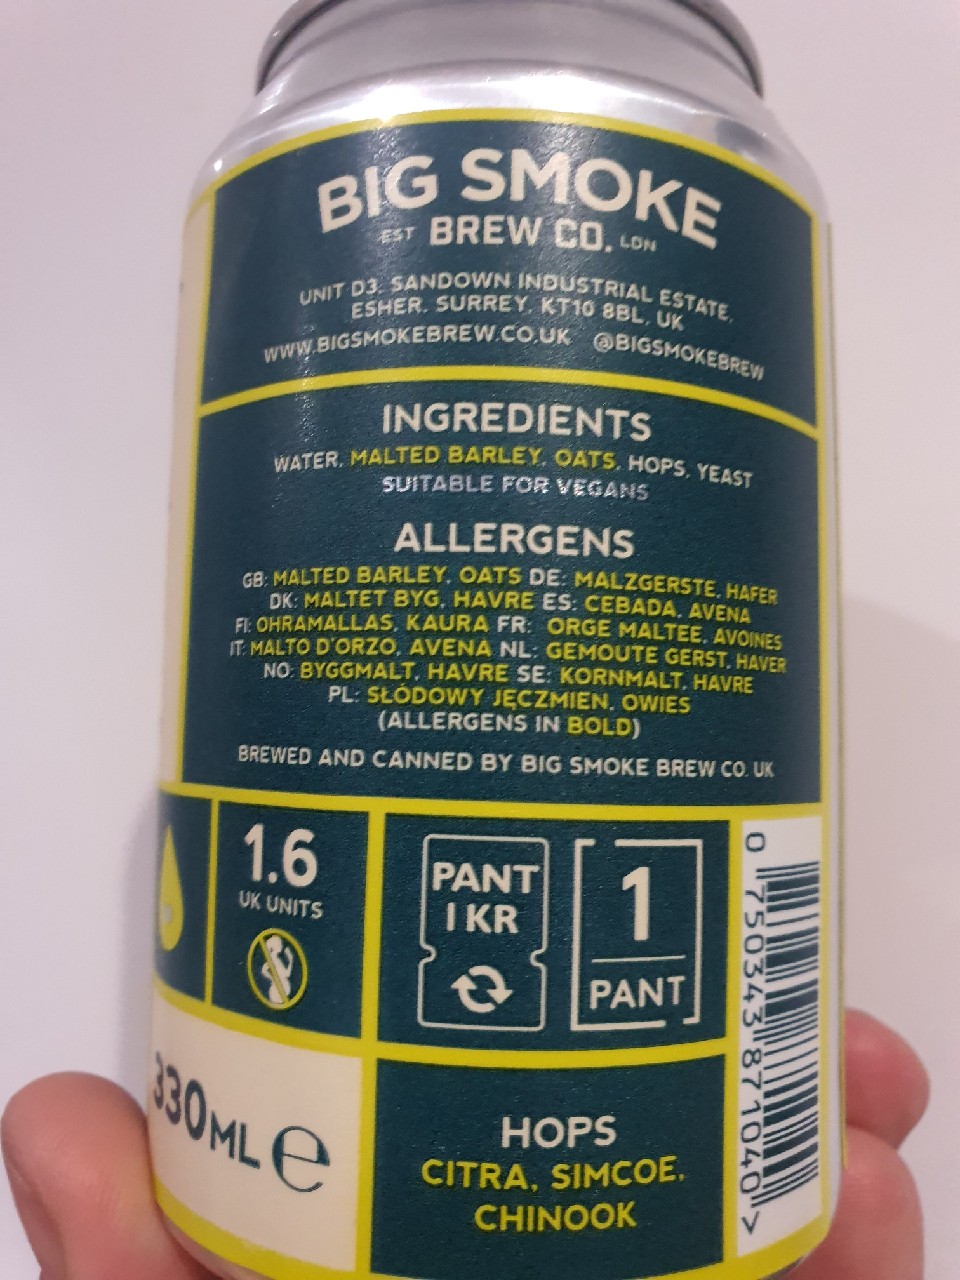 BIG SMOKE
EST BREW CO. LDN
UNIT D3, SANDOWN INDUSTRIAL ESTATE,
ESHER, SURREY, KT10 8BL, UK
WWW.BIGSMOKEBREW.CO.UK @BIGSMOKEBREW
INGREDIENTS
WATER, MALTED BARLEY, OATS, HOPS, YEAST
SUITABLE FOR VEGANS
ALLERGENS
GB: MALTED BARLEY, OATS DE: MALZGERSTE, HAFER
DK: MALTET BYG, HAVRE ES: CEBADA, AVENA
FI: OHRAMALLAS, KAURA FR: ORGE MALTEE, AVOINES
IT: MALTO D'ORZO, AVENA NL: GEMOUTE GERST, HAVER
NO: BYGGMALT, HAVRE SE: KORNMALT, HAVRE
PL: SŁÓDOWY JĘCZMIEN, OWIES
(ALLERGENS IN BOLD)
BREWED AND CANNED BY BIG SMOKE BREW CO. UK
1.6
UK UNITS
PANT
1 KR
1
PANT
0 75034387 1040 >
330ML e
HOPS
CITRA, SIMCOE,
CHINOOK